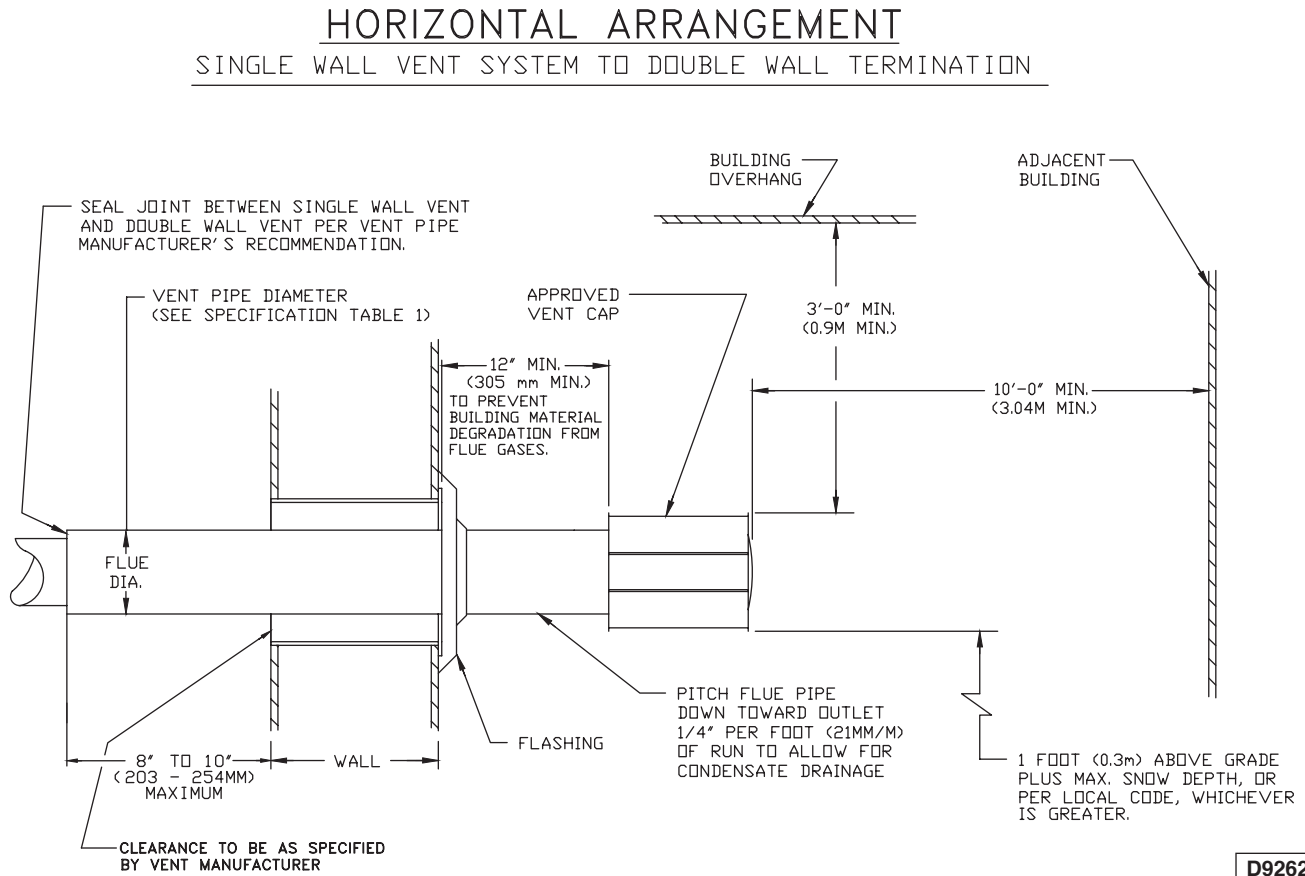 HORIZONTAL ARRANGEMENT
SINGLE WALL VENT SYSTEM TO DOUBLE WALL TERMINATION
BUILDING
OVERHANG
ADJACENT
BUILDING
SEAL JOINT BETWEEN SINGLE WALL VENT
AND DOUBLE WALL VENT PER VENT PIPE
MANUFACTURER'S RECOMMENDATION.
VENT PIPE DIAMETER
(SEE SPECIFICATION TABLE 1)
APPROVED
VENT CAP
3'-0" MIN.
(0.9M MIN.)
12" MIN.
(305 mm MIN.)
TO PREVENT
BUILDING MATERIAL
DEGRADATION FROM
FLUE GASES.
10'-0" MIN.
(3.04M MIN.)
FLUE
DIA.
PITCH FLUE PIPE
DOWN TOWARD OUTLET
1/4" PER FOOT (21MM/M)
OF RUN TO ALLOW FOR
CONDENSATE DRAINAGE
FLASHING
8" TO 10"
(203 - 254MM)
MAXIMUM
WALL
1 FOOT (0.3m) ABOVE GRADE
PLUS MAX. SNOW DEPTH, OR
PER LOCAL CODE, WHICHEVER
IS GREATER.
CLEARANCE TO BE AS SPECIFIED
BY VENT MANUFACTURER
D9262